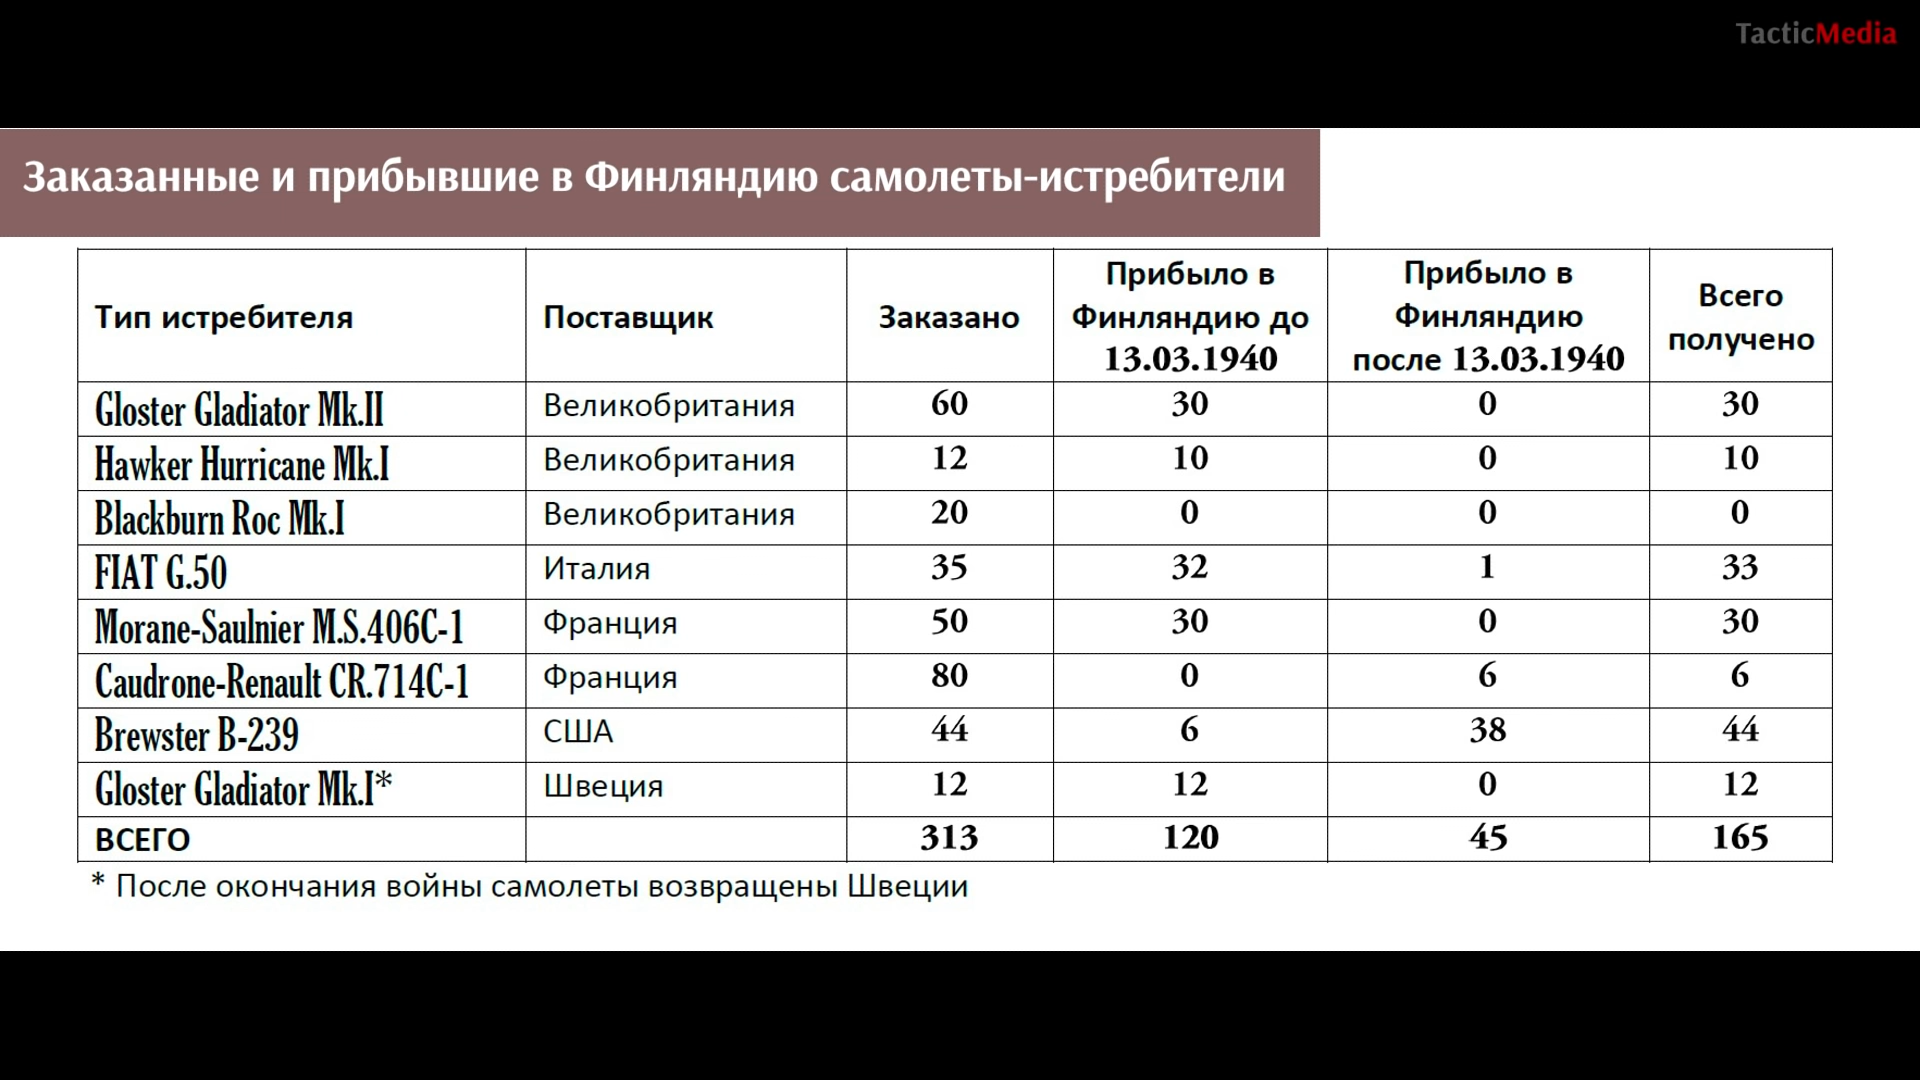 TacticMedia
Заказанные и прибывшие в Финляндию самолеты-истребители
Тип истребителя Поставщик Заказано Прибыло в Финляндию до 13.03.1940 Прибыло в Финляндию после 13.03.1940 Всего получено
Gloster Gladiator Mk.II Великобритания 60 30 0 30
Hawker Hurricane Mk.I Великобритания 12 10 0 10
Blackburn Roc Mk.I Великобритания 20 0 0 0
FIAT G.50 Италия 35 32 1 33
Morane-Saulnier M.S.406C-1 Франция 50 30 0 30
Caudrone-Renault CR.714C-1 Франция 80 0 6 6
Brewster B-239 США 44 6 38 44
Gloster Gladiator Mk.I* Швеция 12 12 0 12
ВСЕГО 313 120 45 165
* После окончания войны самолеты возвращены Швеции